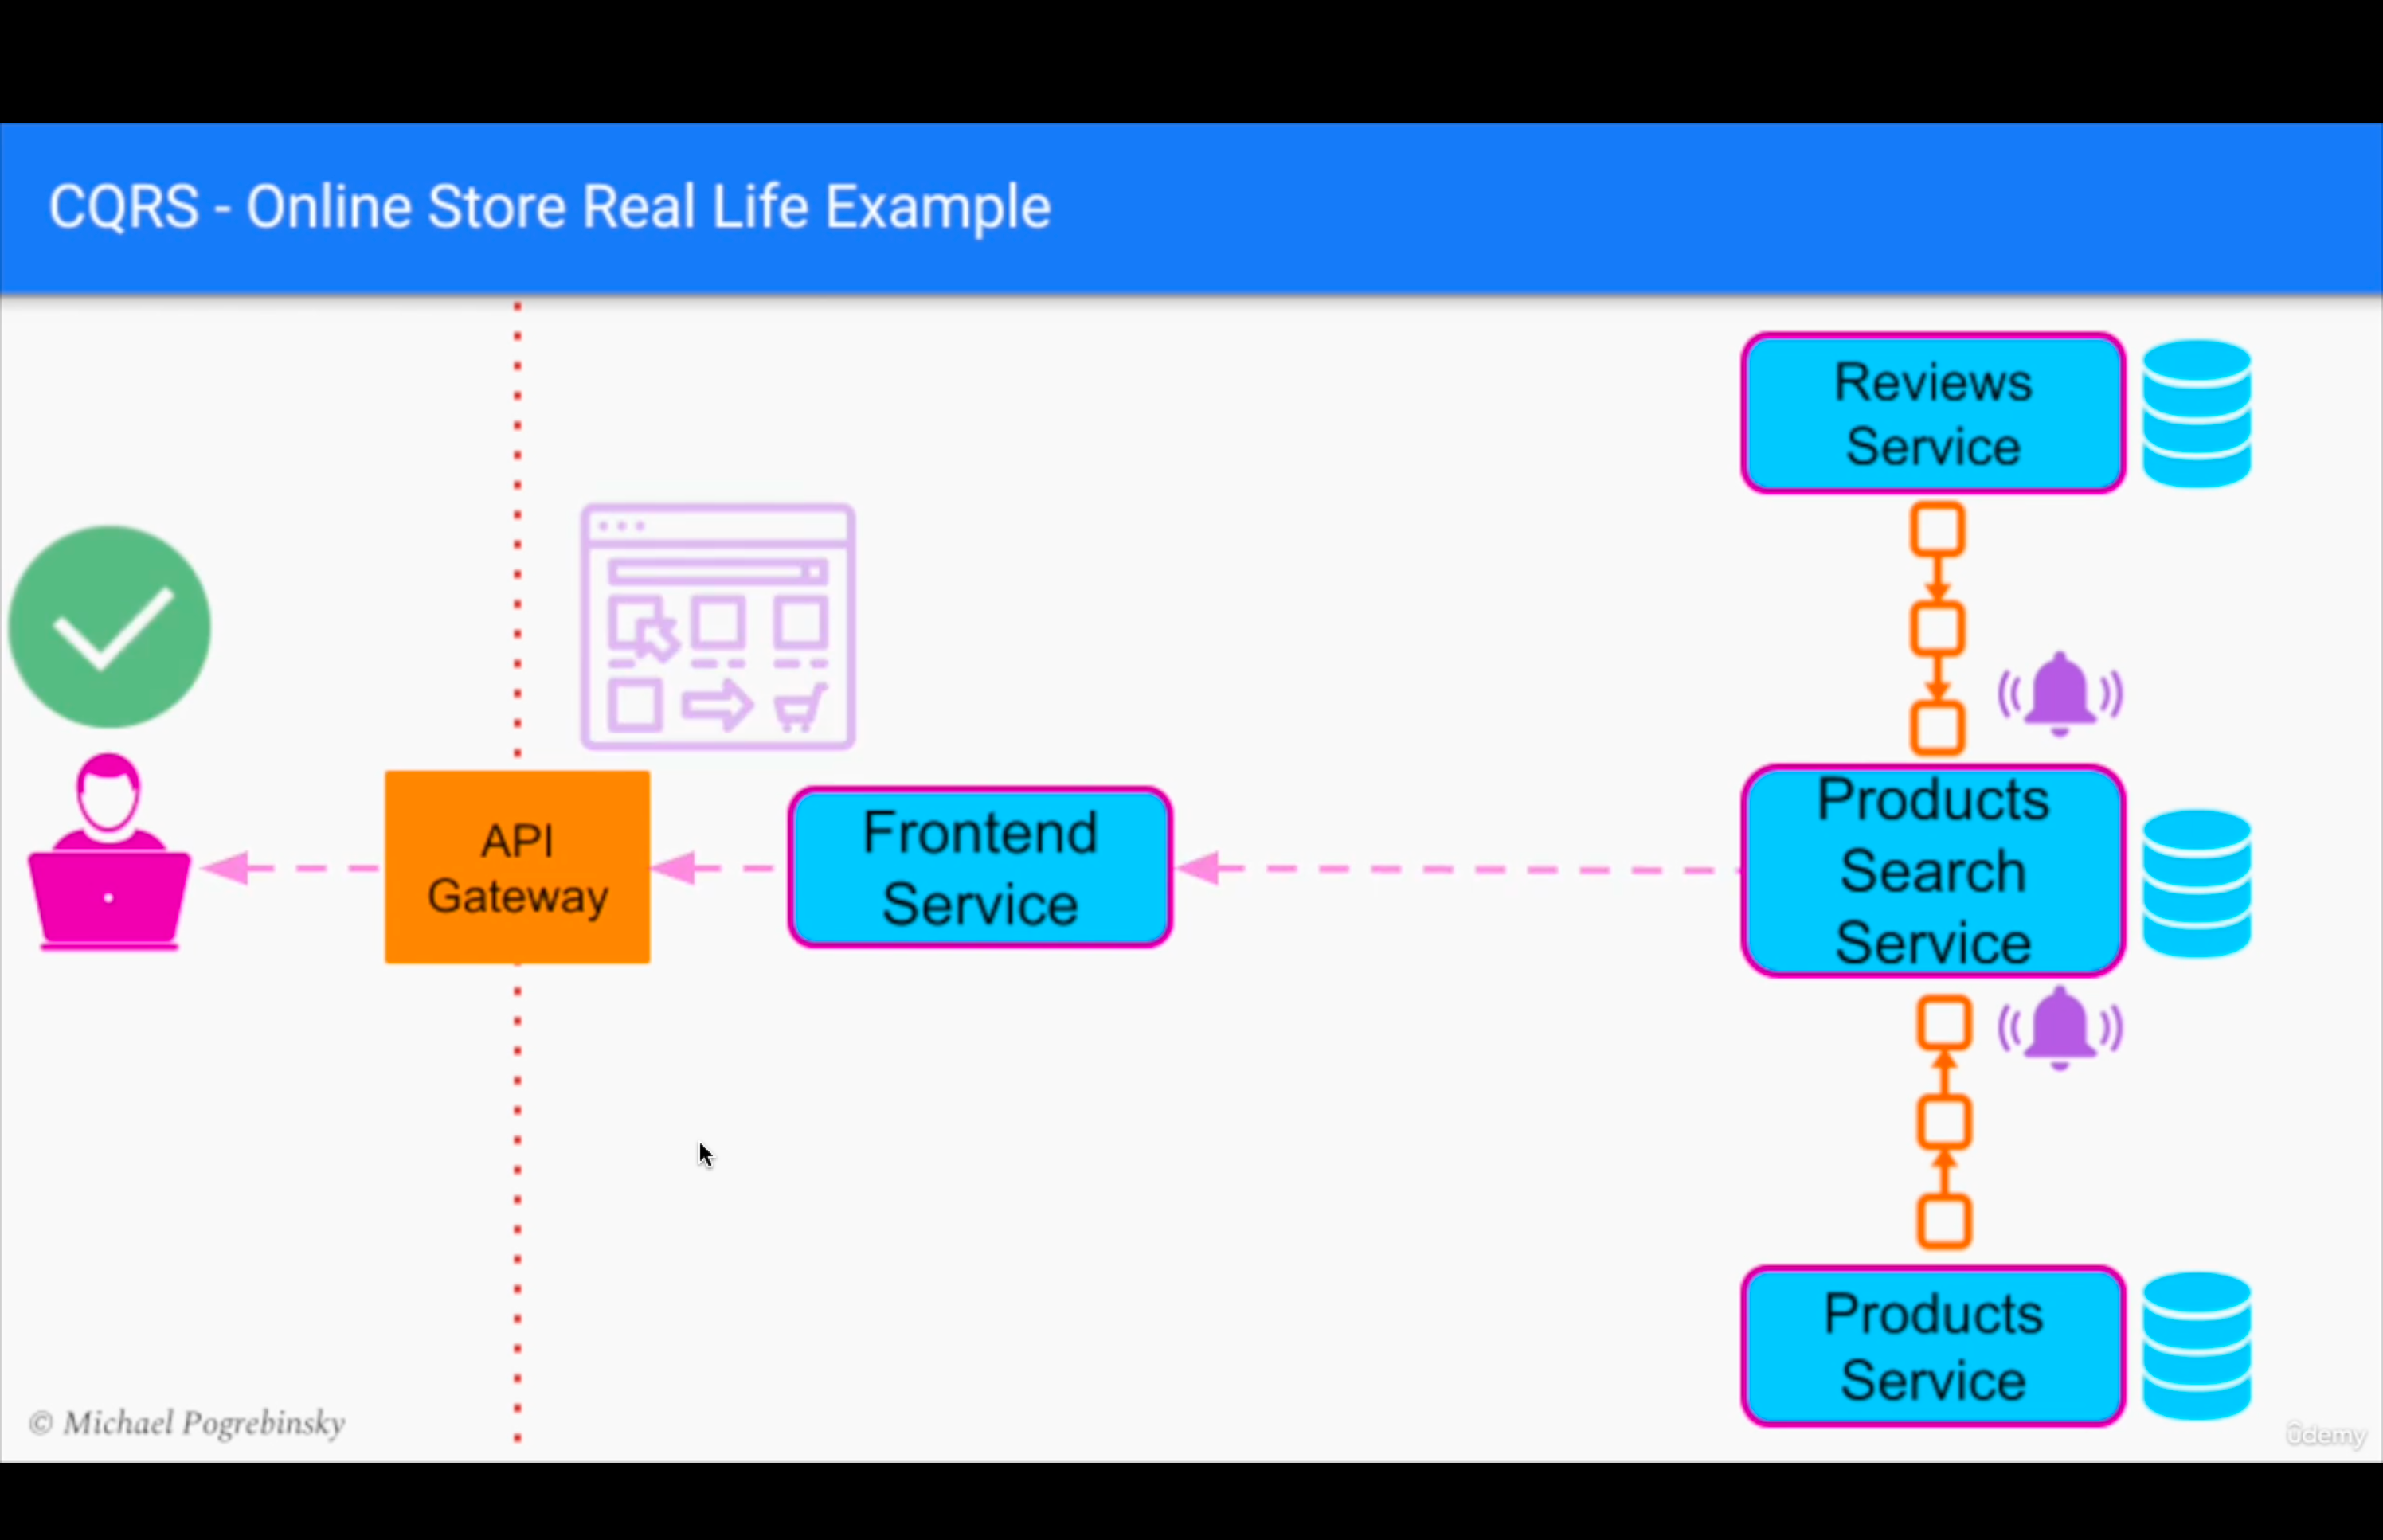 CQRS - Online Store Real Life Example
Reviews
Service
API
Gateway
Frontend
Service
Products
Search
Service
Products
Service
© Michael Pogrebinsky
ûdemy